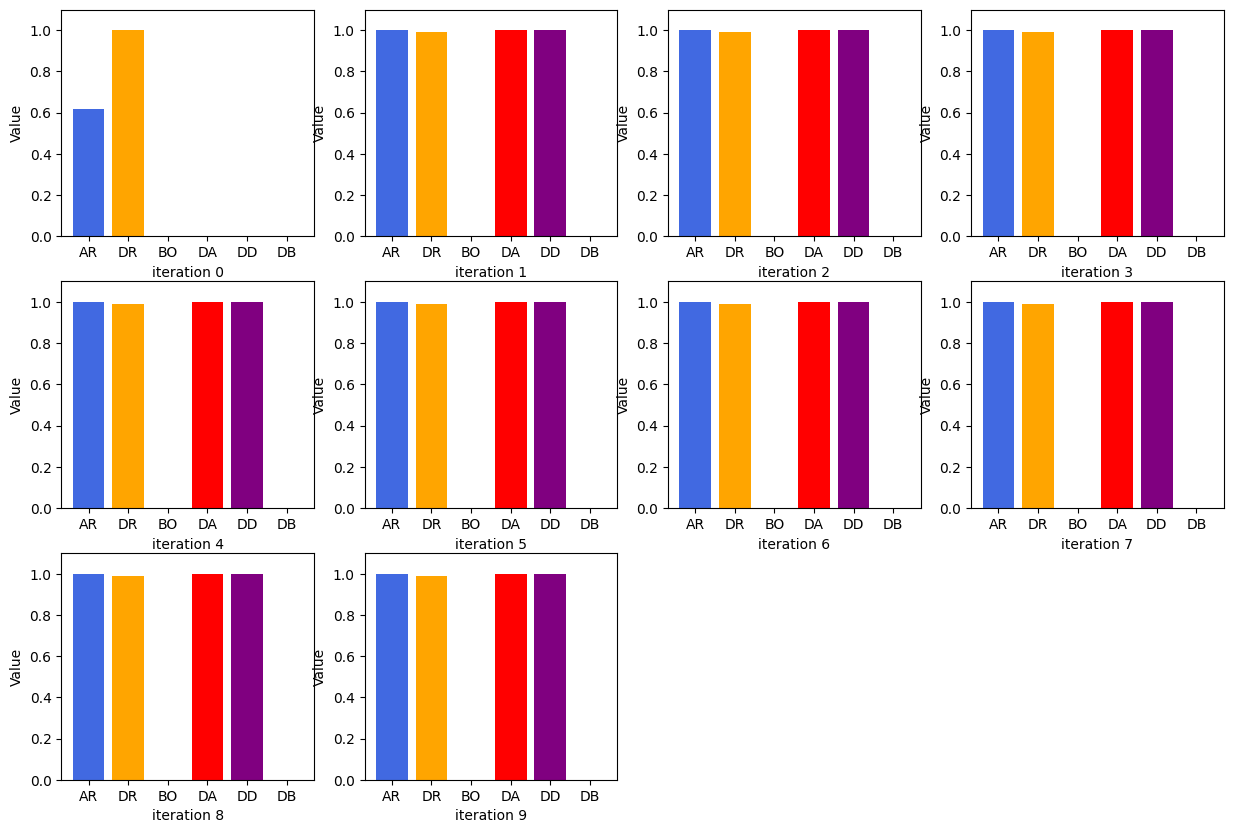 1.0 1.0 1.0 1.0
0.8 0.8 0.8 0.8
0.6 0.6 0.6 0.6
Value Value Value Value
0.4 0.4 0.4 0.4
0.2 0.2 0.2 0.2
0.0 0.0 0.0 0.0
AR DR BO DA DD DB AR DR BO DA DD DB AR DR BO DA DD DB AR DR BO DA DD DB
iteration 0 iteration 1 iteration 2 iteration 3
1.0 1.0 1.0 1.0
0.8 0.8 0.8 0.8
0.6 0.6 0.6 0.6
Value Value Value Value
0.4 0.4 0.4 0.4
0.2 0.2 0.2 0.2
0.0 0.0 0.0 0.0
AR DR BO DA DD DB AR DR BO DA DD DB AR DR BO DA DD DB AR DR BO DA DD DB
iteration 4 iteration 5 iteration 6 iteration 7
1.0 1.0
0.8 0.8
0.6 0.6
Value Value
0.4 0.4
0.2 0.2
0.0 0.0
AR DR BO DA DD DB AR DR BO DA DD DB
iteration 8 iteration 9